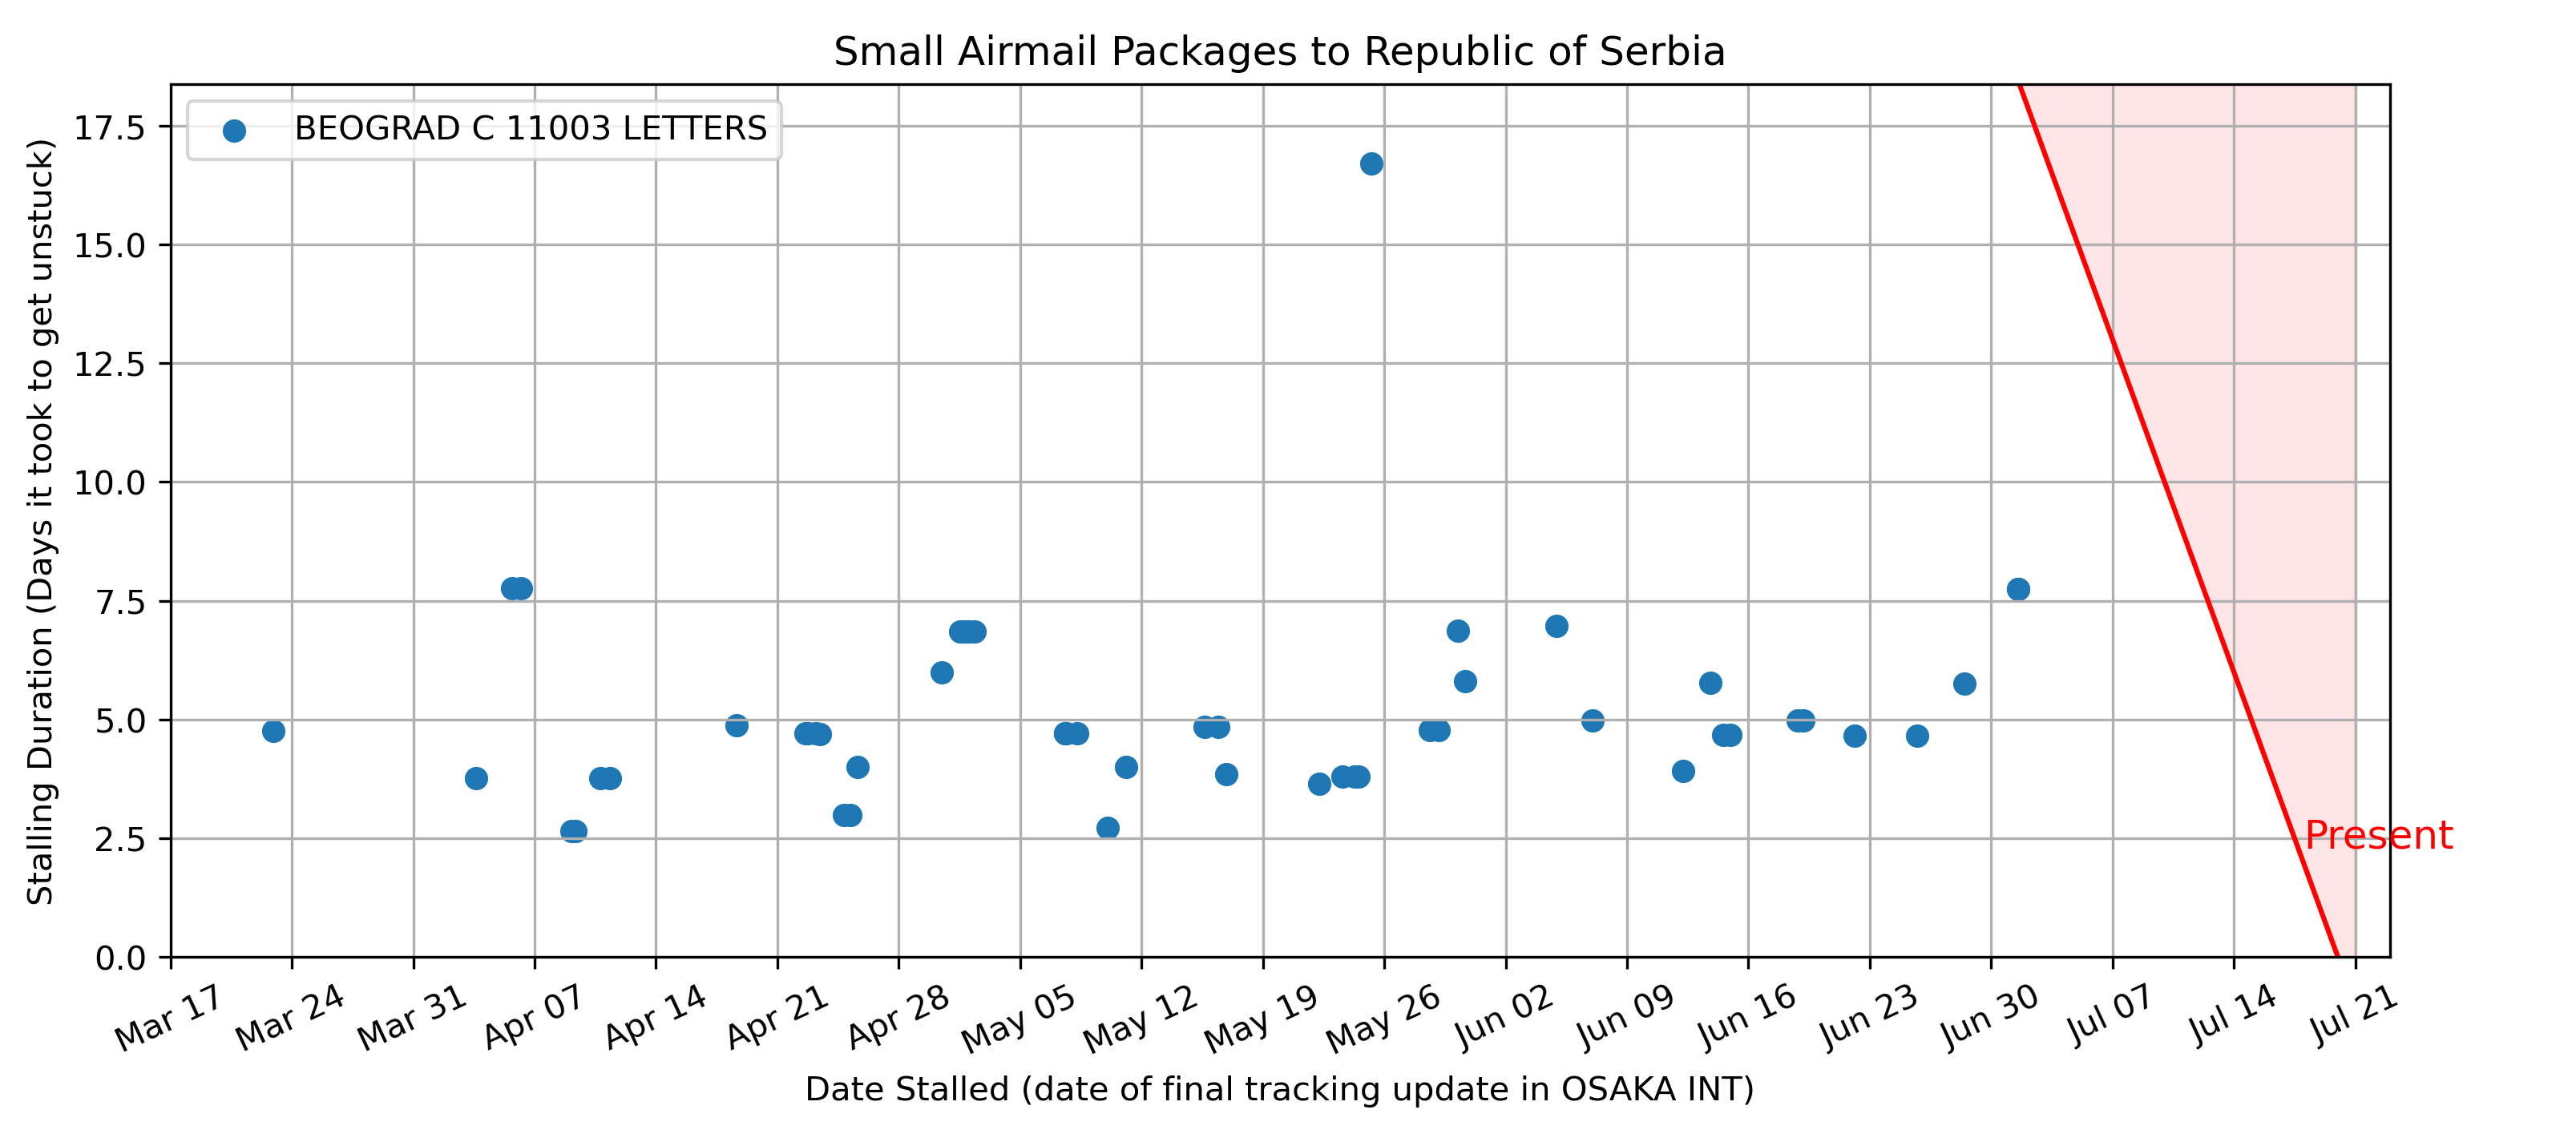 Small Airmail Packages to Republic of Serbia
BEOGRAD C 11003 LETTERS
Stalling Duration (Days it took to get unstuck)
17.5
15.0
12.5
10.0
7.5
5.0
2.5
0.0
Present
Mar 17
Mar 24
Mar 31
Apr 07
Apr 14
Apr 21
Apr 28
May 05
May 12
May 19
May 26
Jun 02
Jun 09
Jun 16
Jun 23
Jun 30
Jul 07
Jul 14
Jul 21
Date Stalled (date of final tracking update in OSAKA INT)